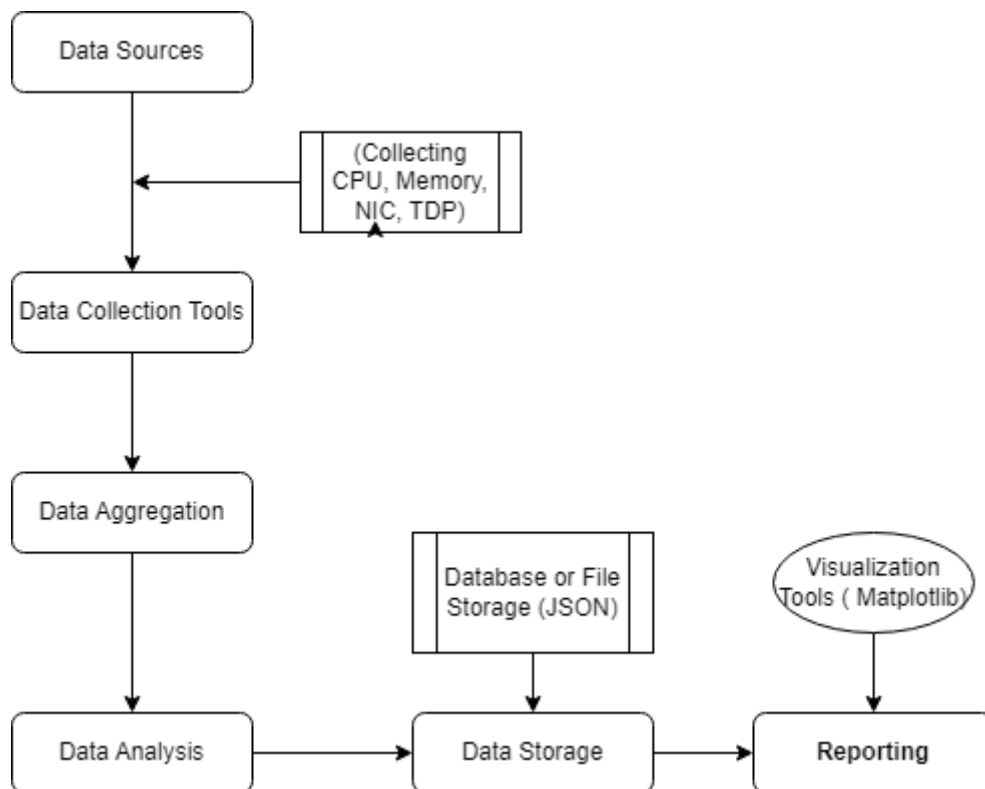 Data Sources
(Collecting
CPU, Memory,
NIC, TDP)
Data Collection Tools
Data Aggregation
Database or File
Storage (JSON)
Visualization
Tools ( Matplotlib)
Data Analysis
Data Storage
Reporting